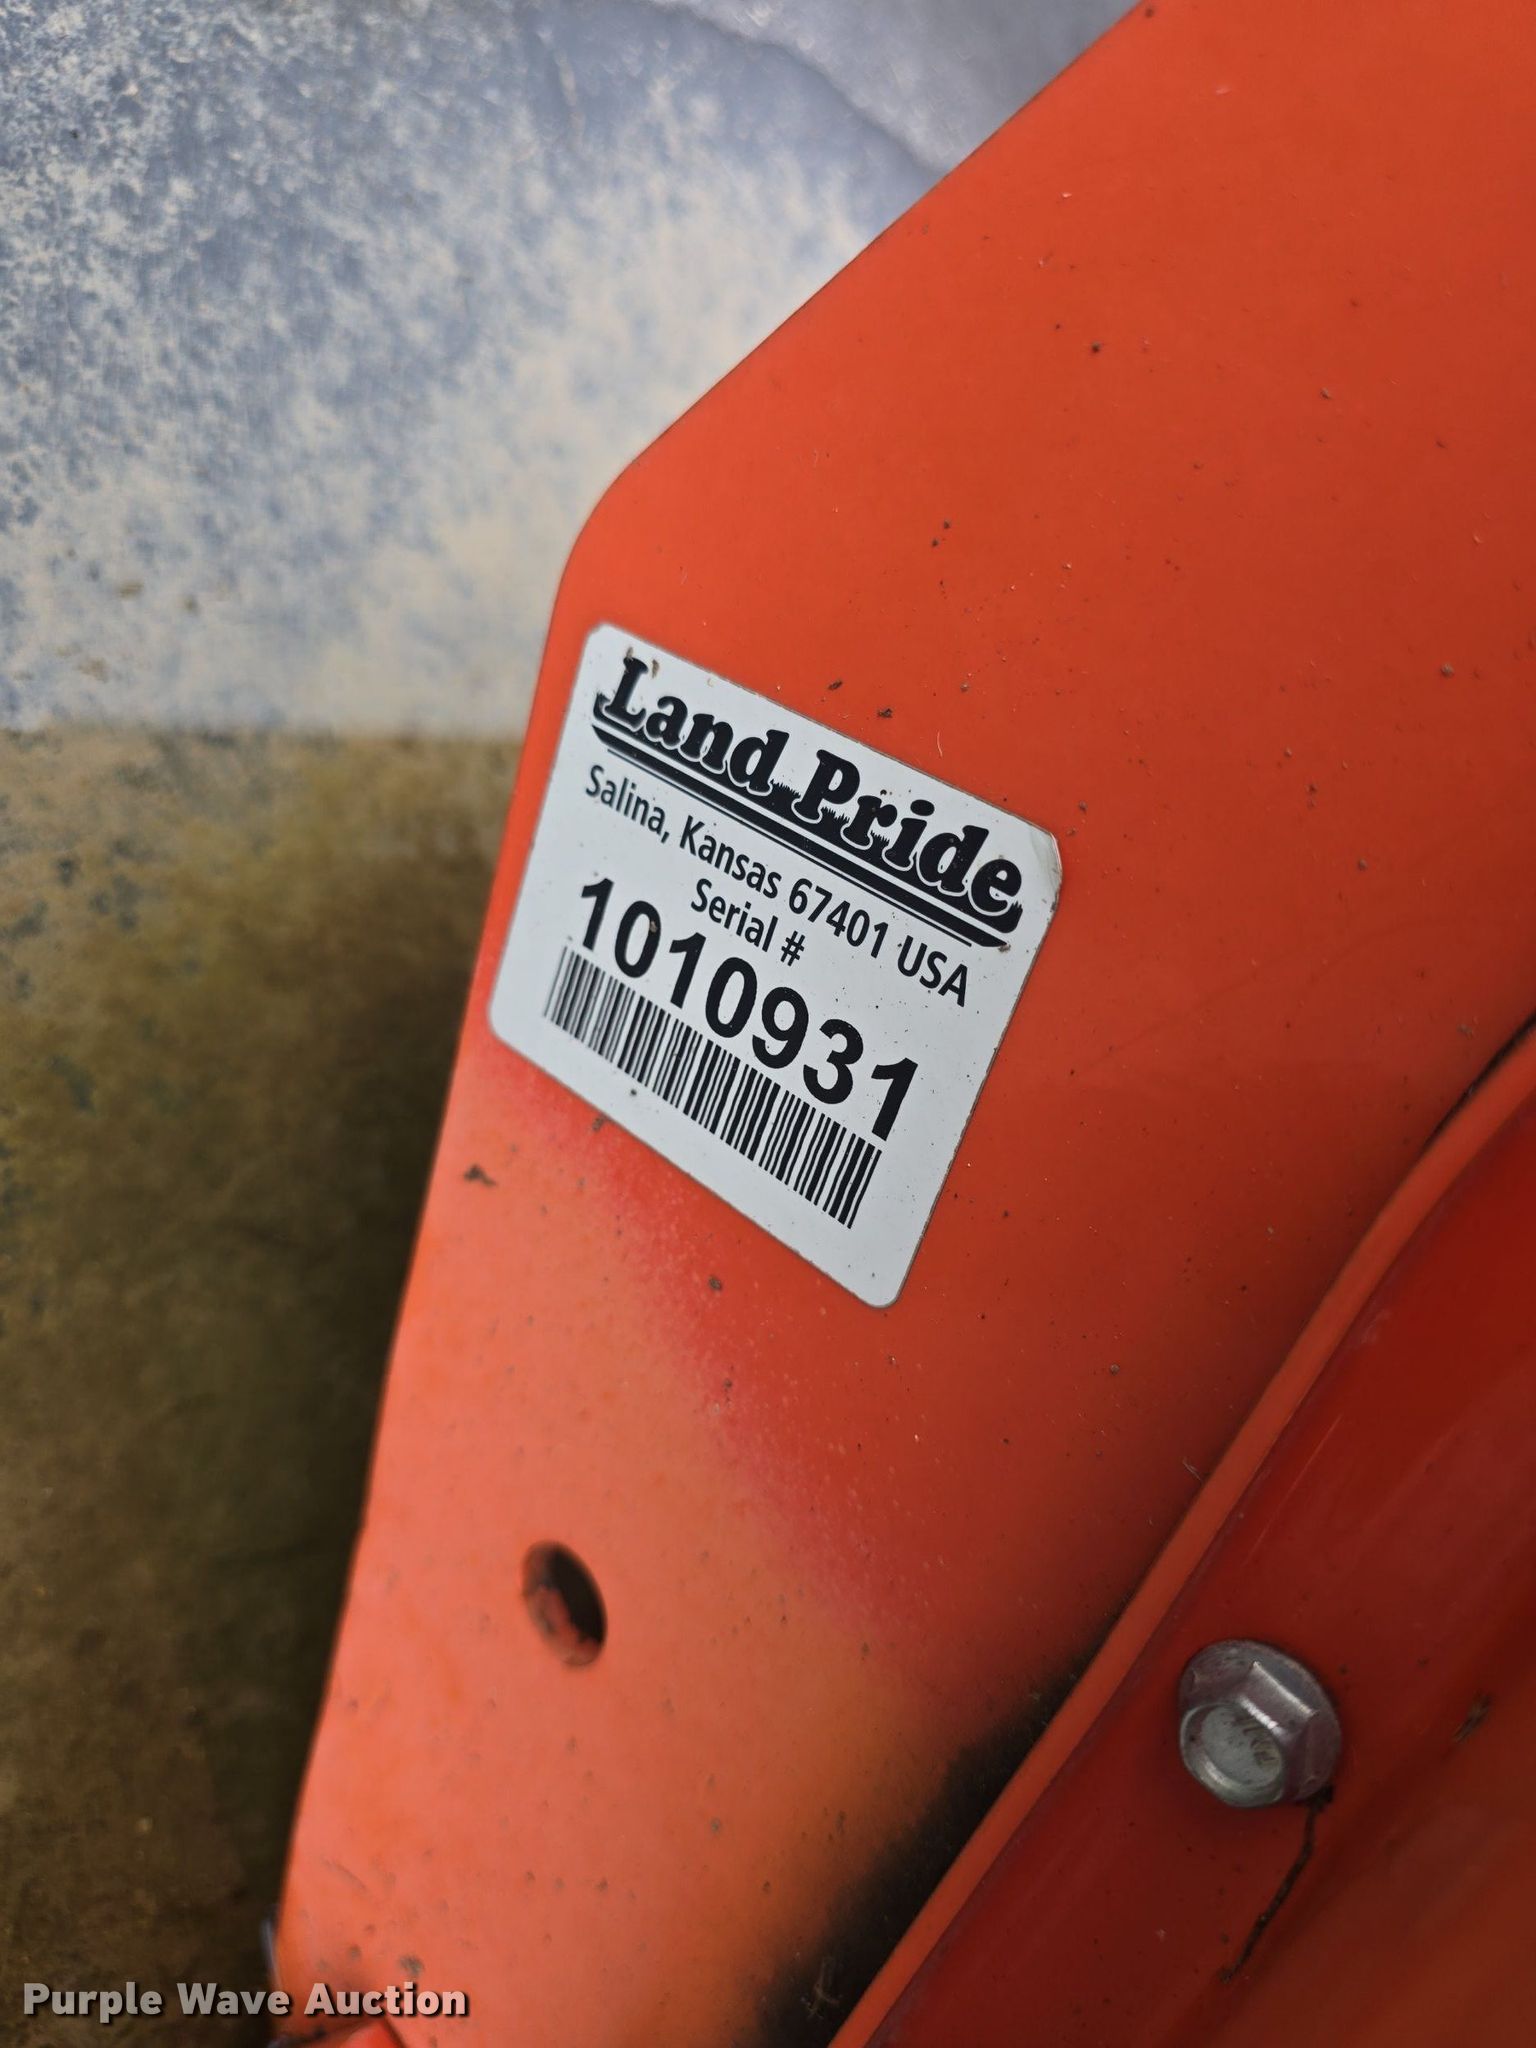 Land Pride
Salina, Kansas 67401 USA
Serial #
1010931
Purple Wave Auction